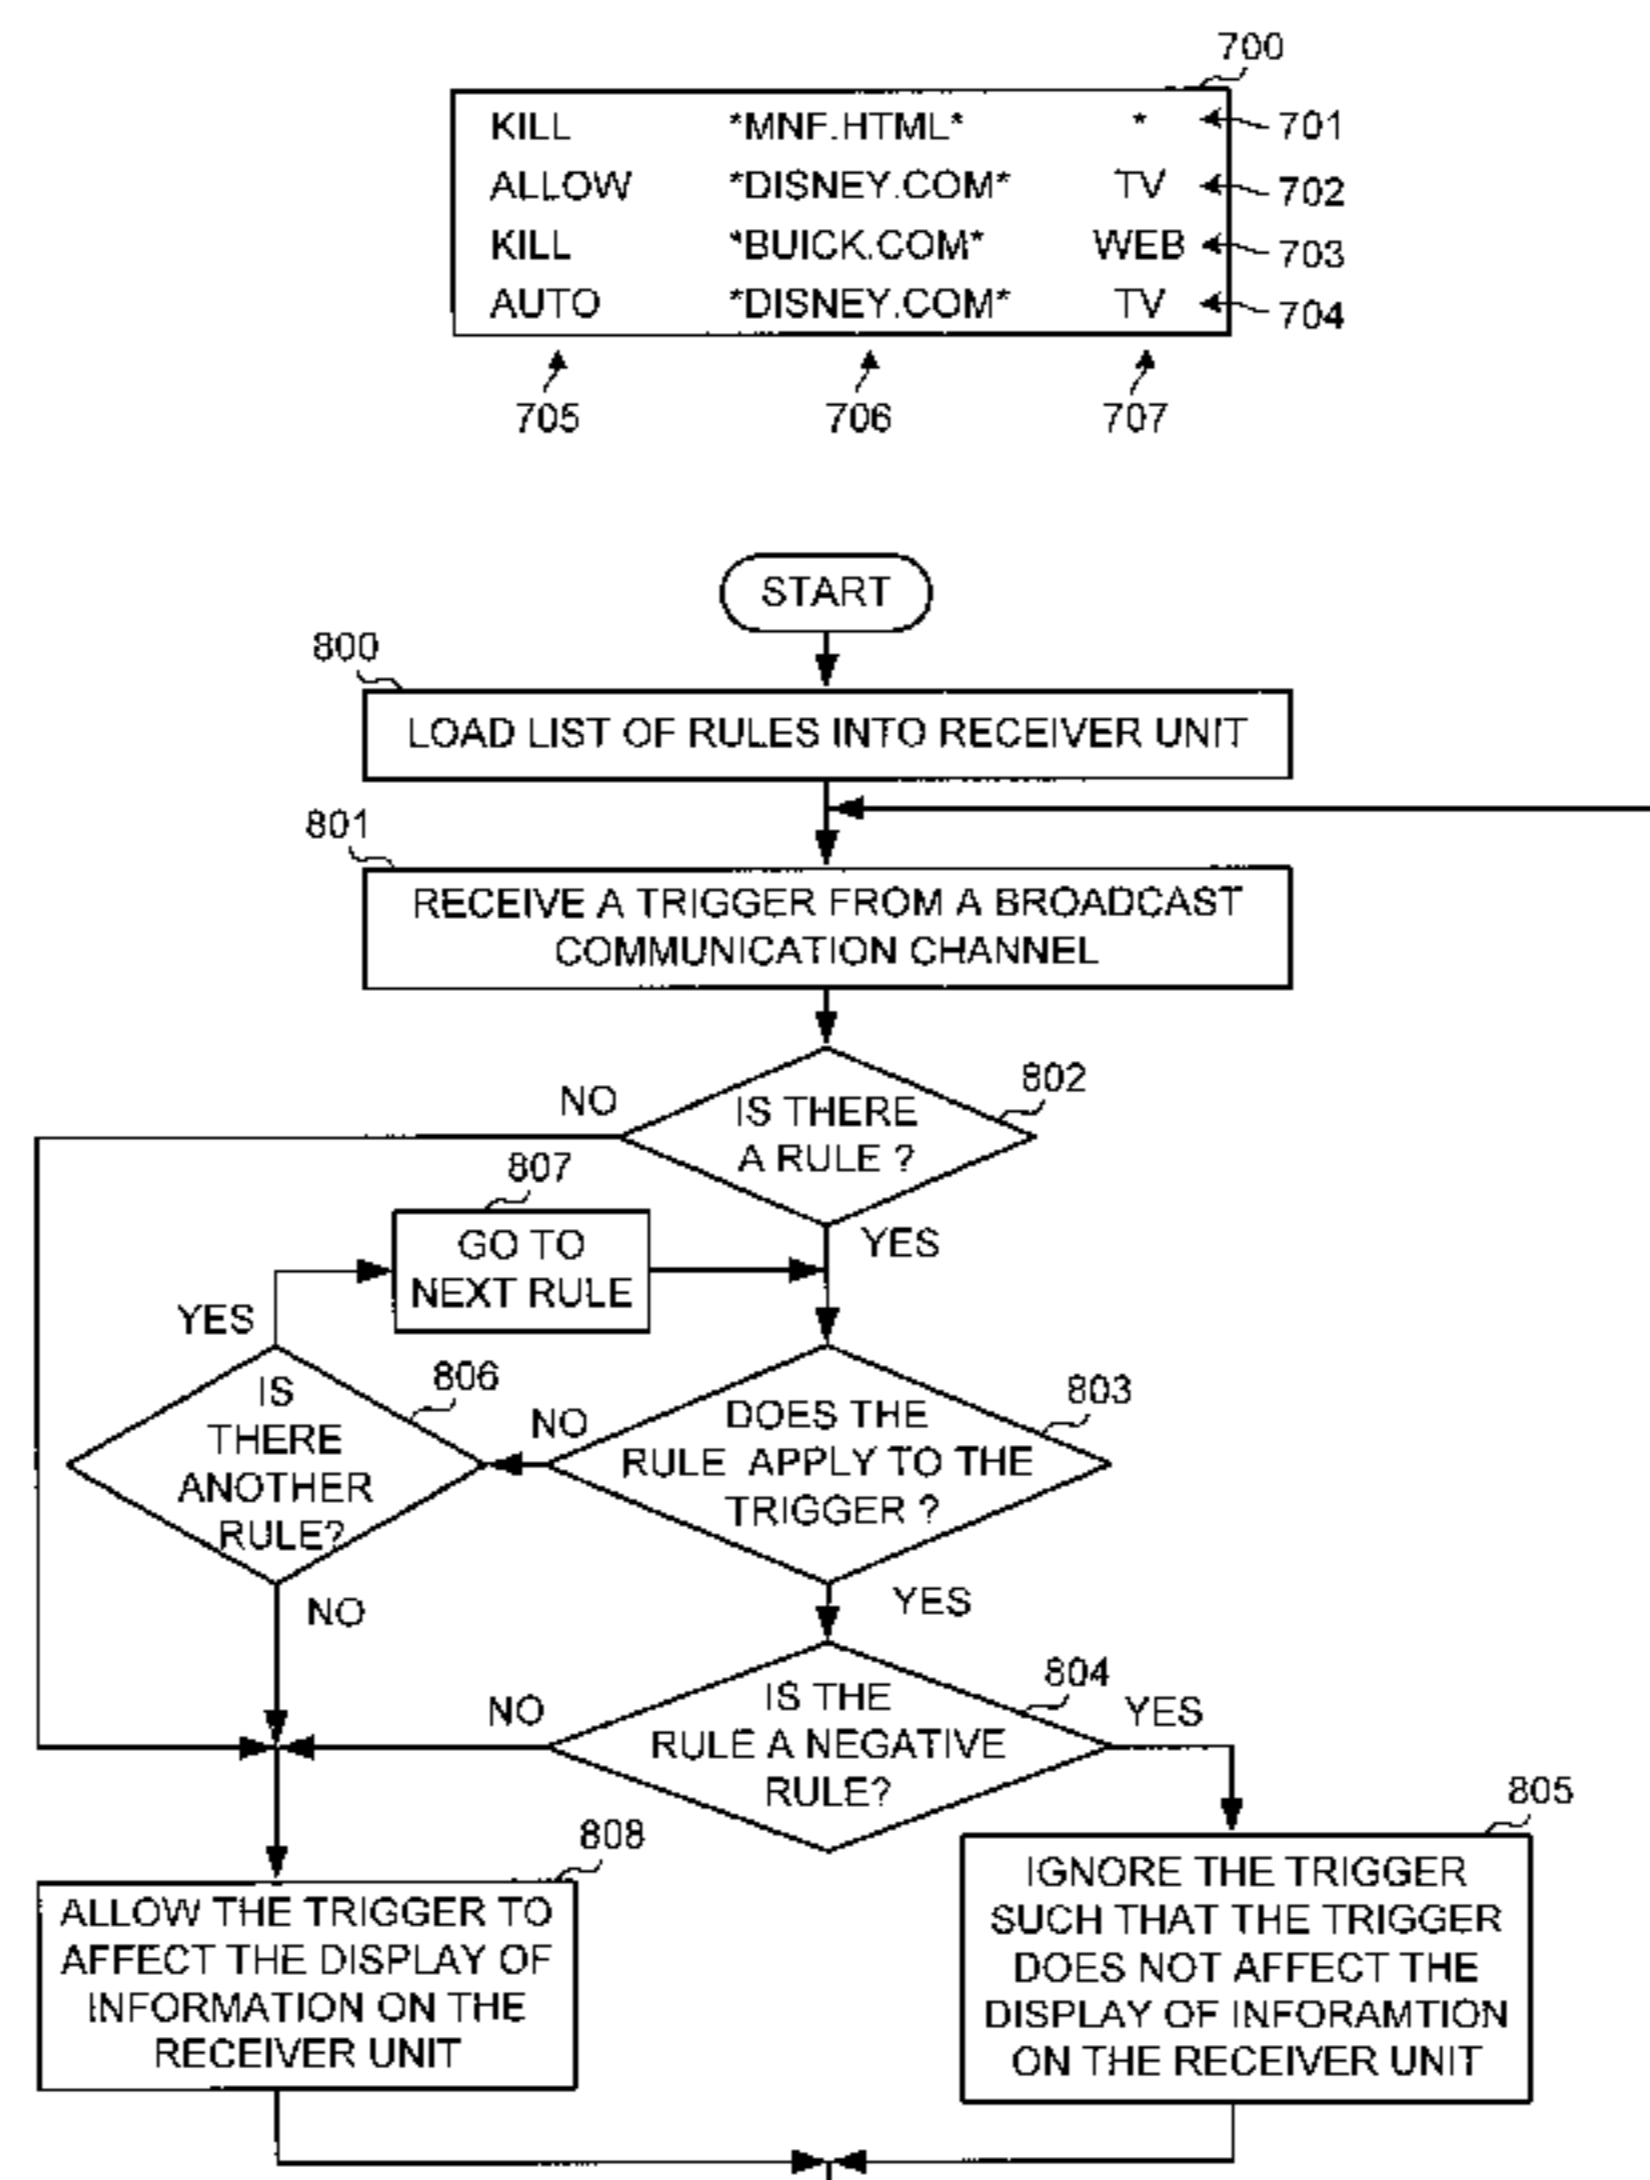 700
KILL *MNF.HTML* * 701
ALLOW *DISNEY.COM* TV 702
KILL *BUICK.COM* WEB 703
AUTO *DISNEY.COM* TV 704
705 706 707
START
800
LOAD LIST OF RULES INTO RECEIVER UNIT
801
RECEIVE A TRIGGER FROM A BROADCAST
COMMUNICATION CHANNEL
802
NO
IS THERE
A RULE ?
YES
807
GO TO
NEXT RULE
YES
806
IS
THERE
ANOTHER
RULE?
NO
803
NO
DOES THE
RULE APPLY TO THE
TRIGGER ?
YES
804
NO
IS THE
RULE A NEGATIVE
RULE?
YES
808
ALLOW THE TRIGGER TO
AFFECT THE DISPLAY OF
INFORMATION ON THE
RECEIVER UNIT
805
IGNORE THE TRIGGER
SUCH THAT THE TRIGGER
DOES NOT AFFECT THE
DISPLAY OF INFORAMTION
ON THE RECEIVER UNIT